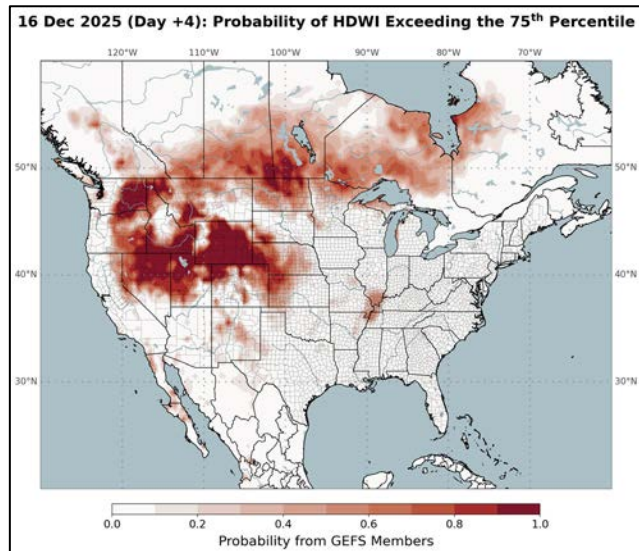 16 Dec 2025 (Day +4): Probability of HDWI Exceeding the 75th Percentile
120°W 110°W 100°W 90°W 80°W 70°W
50°N 50°N
40°N 40°N
30°N 30°N
0.0 0.2 0.4 0.6 0.8 1.0
Probability from GEFS Members